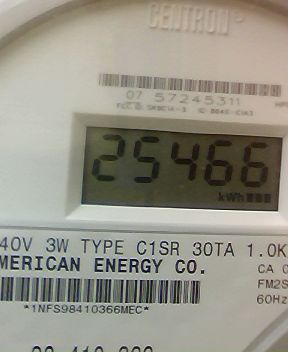 CENTRON
07 57245311
25466
kWh
40V 3W TYPE C1SR 30TA 1.0K
MERICAN ENERGY CO.
CA 0
FM2S
60Hz
*1NFS98410366MEC*